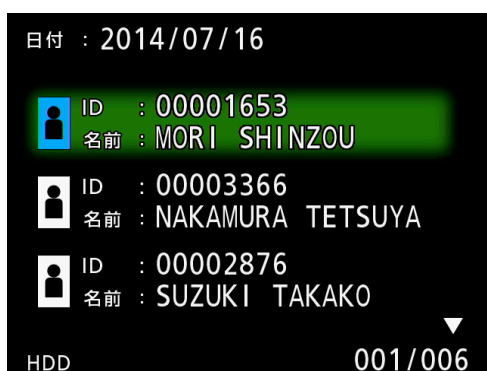 日付 : 2014/07/16
ID : 00001653
名前 : MORI SHINZOU
ID : 00003366
名前 : NAKAMURA TETSUYA
ID : 00002876
名前 : SUZUKI TAKAKO
HDD 001/006